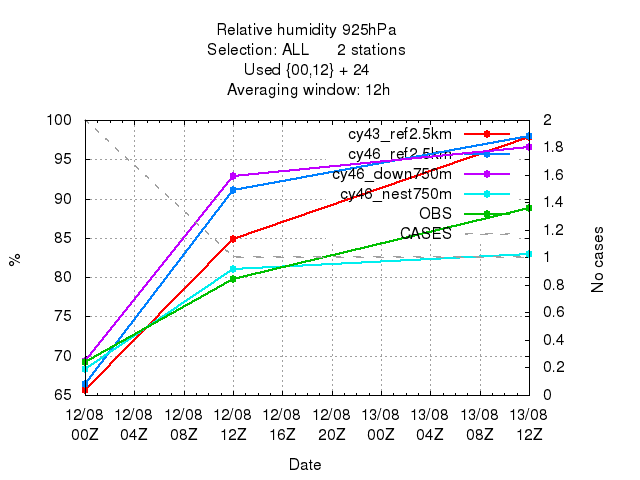 Relative humidity 925hPa
Selection: ALL 2 stations
Used {00,12} + 24
Averaging window: 12h
cy43_ref2.5km
cy46_ref2.5km
cy46_down750m
cy46_nest750m
OBS
CASES
100
95
90
85
80
75
70
65
%
2
1.8
1.6
1.4
1.2
1
0.8
0.6
0.4
0.2
0
No cases
12/08 12/08 12/08 12/08 12/08 12/08 13/08 13/08 13/08 13/08
00Z 04Z 08Z 12Z 16Z 20Z 00Z 04Z 08Z 12Z
Date